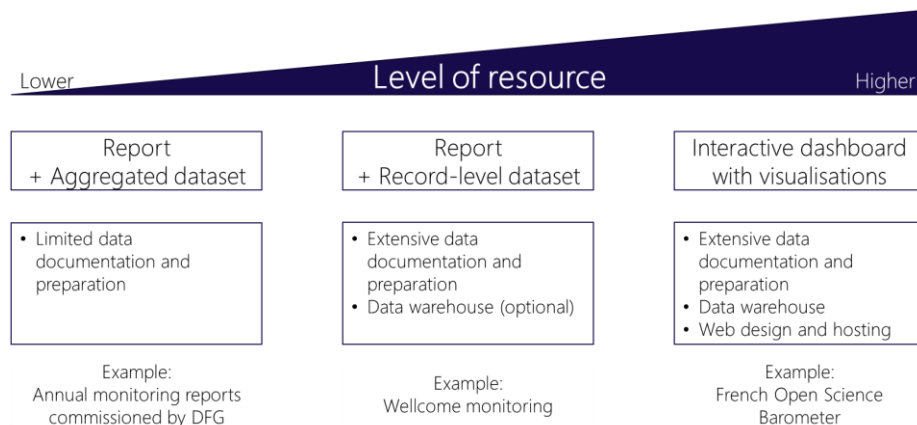 Lower
Level of resource
Higher
Report
+ Aggregated dataset
• Limited data
documentation and
preparation
Example:
Annual monitoring reports
commissioned by DFG
Report
+ Record-level dataset
• Extensive data
documentation and
preparation
• Data warehouse (optional)
Example:
Wellcome monitoring
Interactive dashboard
with visualisations
• Extensive data
documentation and
preparation
• Data warehouse
• Web design and hosting
Example:
French Open Science
Barometer